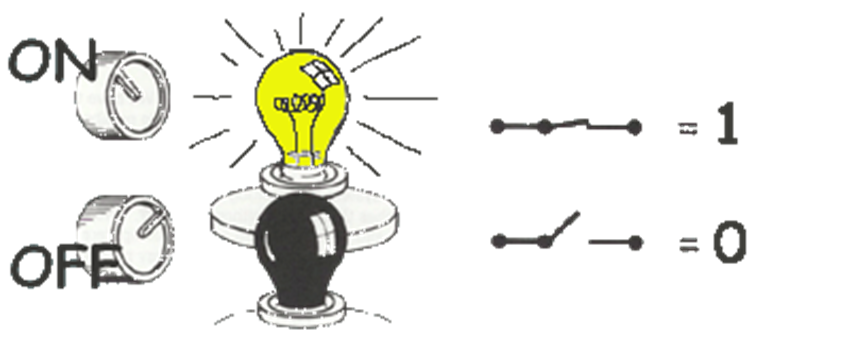 ON
= 1
OFF
= 0